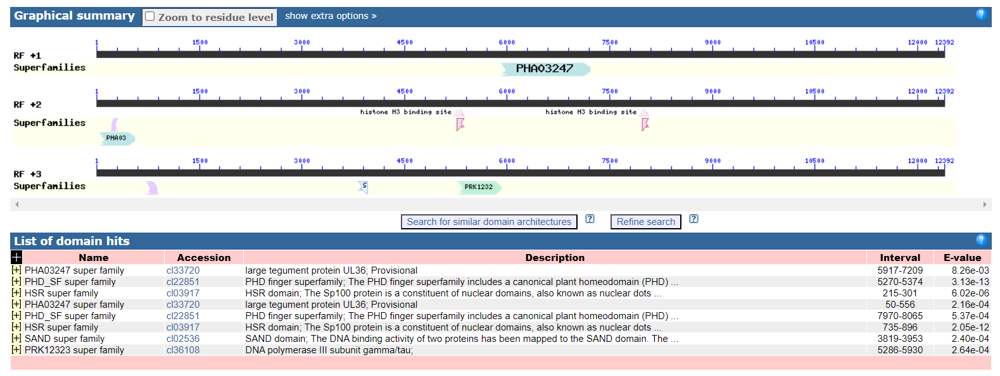 Graphical summary Zoom to residue level show extra options » ?
1 1500 3000 4500 6000 7500 9000 10500 12000 12392
RF +1
Superfamilies PHA03247
1 1500 3000 4500 6000 7500 9000 10500 12000 12392
RF +2
histone H3 binding site histone H3 binding site
Superfamilies
PHA03
1 1500 3000 4500 6000 7500 9000 10500 12000 12392
RF +3
Superfamilies S PRK1232
Search for similar domain architectures ? Refine search ?
List of domain hits ?
+ Name Accession Description Interval E-value
[+] PHA03247 super family cl33720 large tegument protein UL36; Provisional 5917-7209 8.26e-03
[+] PHD_SF super family cl22851 PHD finger superfamily; The PHD finger superfamily includes a canonical plant homeodomain (PHD) ... 5270-5374 3.13e-13
[+] HSR super family cl03917 HSR domain; The Sp100 protein is a constituent of nuclear domains, also known as nuclear dots ... 215-301 6.02e-06
[+] PHA03247 super family cl33720 large tegument protein UL36; Provisional 50-556 2.16e-04
[+] PHD_SF super family cl22851 PHD finger superfamily; The PHD finger superfamily includes a canonical plant homeodomain (PHD) ... 7970-8065 5.37e-04
[+] HSR super family cl03917 HSR domain; The Sp100 protein is a constituent of nuclear domains, also known as nuclear dots ... 735-896 2.05e-12
[+] SAND super family cl02536 SAND domain; The DNA binding activity of two proteins has been mapped to the SAND domain. The ... 3819-3953 2.40e-04
[+] PRK12323 super family cl36108 DNA polymerase III subunit gamma/tau; 5286-5930 2.64e-04